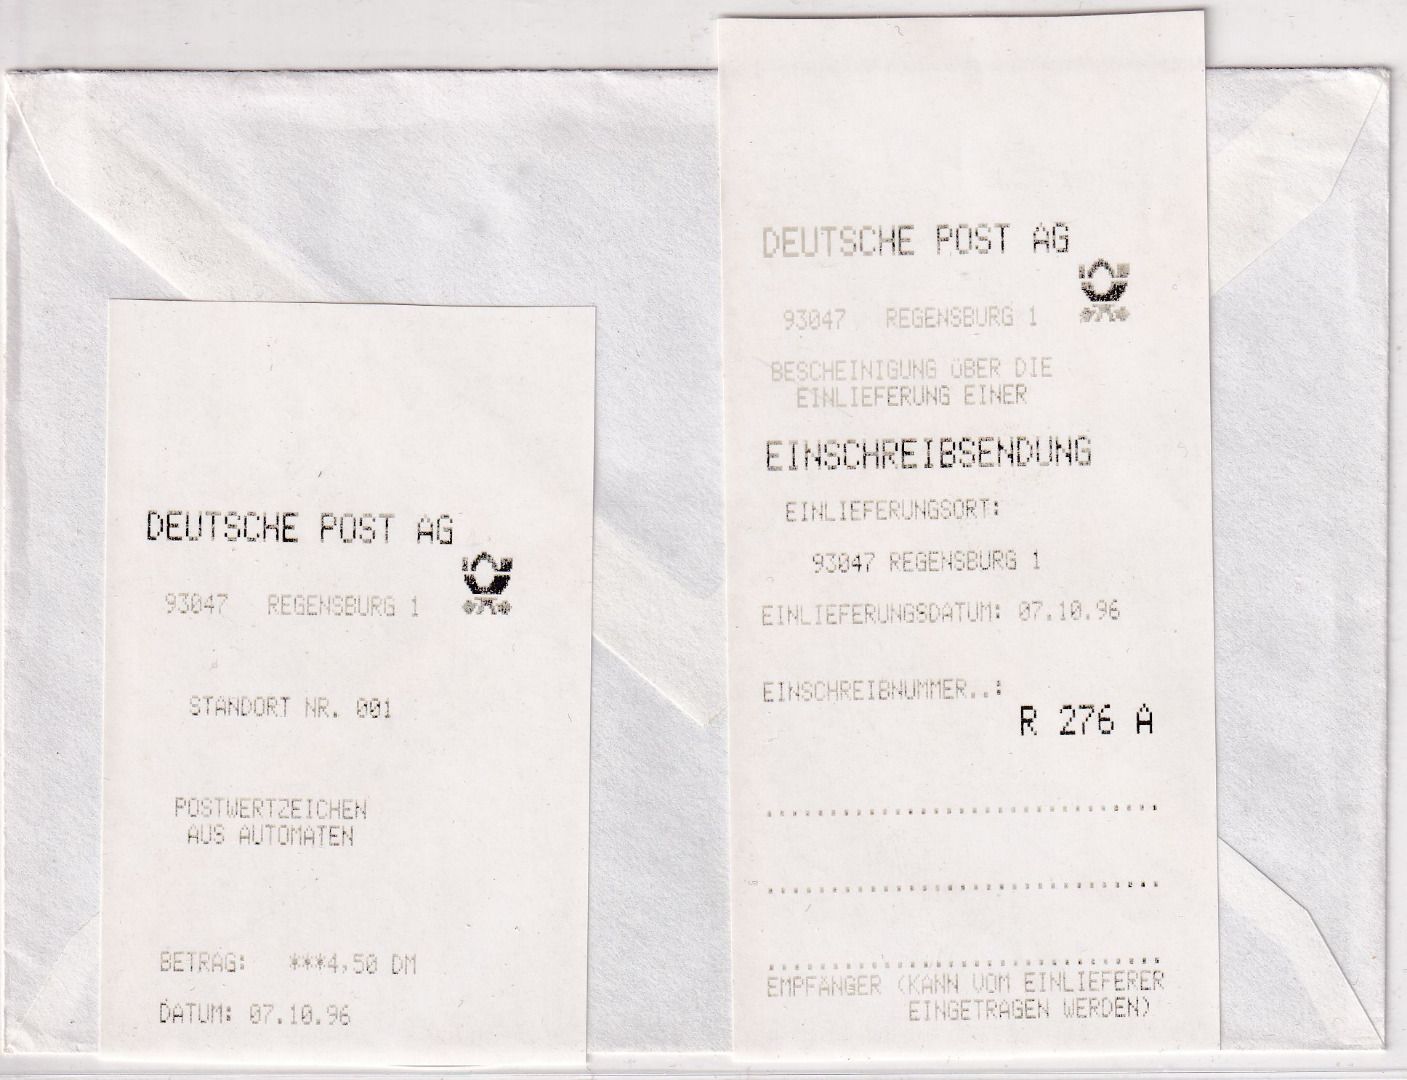 DEUTSCHE POST AG
93047 REGENSBURG 1
STANDORT NR. 001
POSTWERTZEICHEN
AUS AUTOMATEN
BETRAG: ***4,50 DM
DATUM: 07.10.96
DEUTSCHE POST AG
93047 REGENSBURG 1
BESCHEINIGUNG ÜBER DIE
EINLIEFERUNG EINER
EINSCHREIBSENDUNG
EINLIEFERUNGSORT:
93047 REGENSBURG 1
EINLIEFERUNGSDATUM: 07.10.96
EINSCHREIBNUMMER..:
R 276 A
EMPFÄNGER (KANN VOM EINLIEFERER
EINGETRAGEN WERDEN)